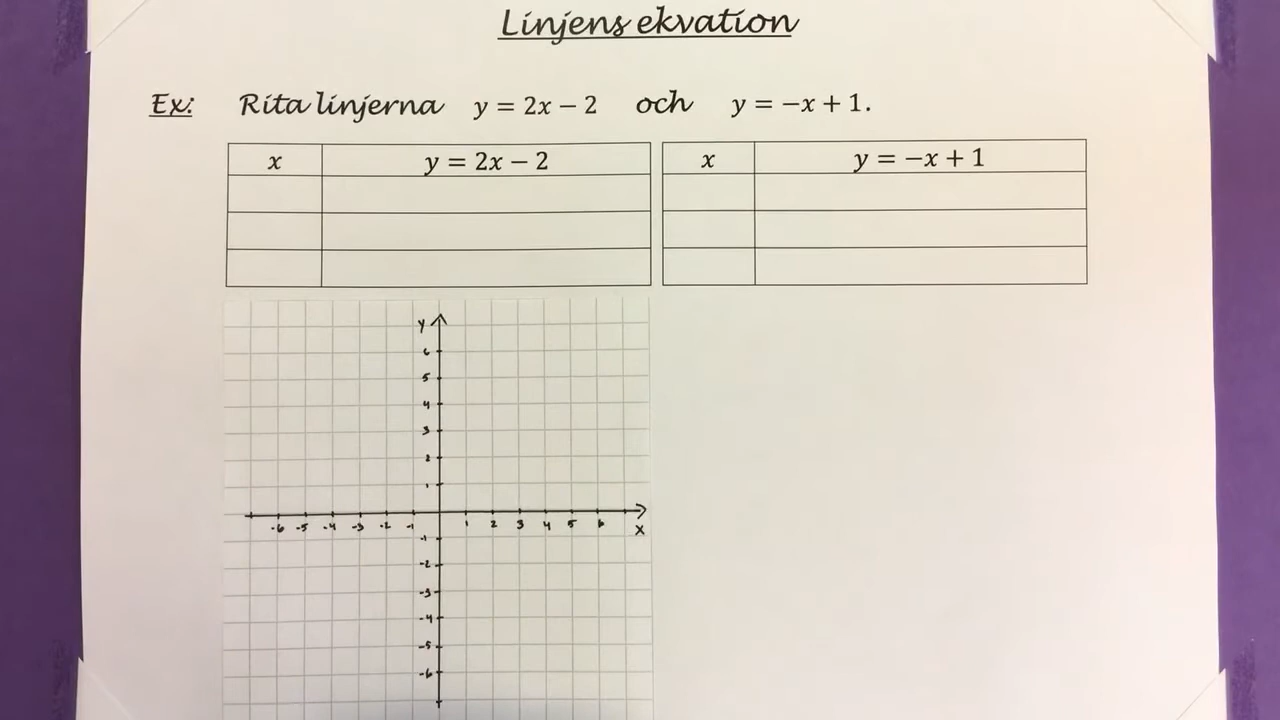 Linjens ekvation
Ex: Rita linjerna y = 2x − 2 och y = −x + 1.
x y = 2x − 2 x y = −x + 1
y
6
5
4
3
2
1
-6 -5 -4 -3 -2 -1 1 2 3 4 5 6 x
-1
-2
-3
-4
-5
-6